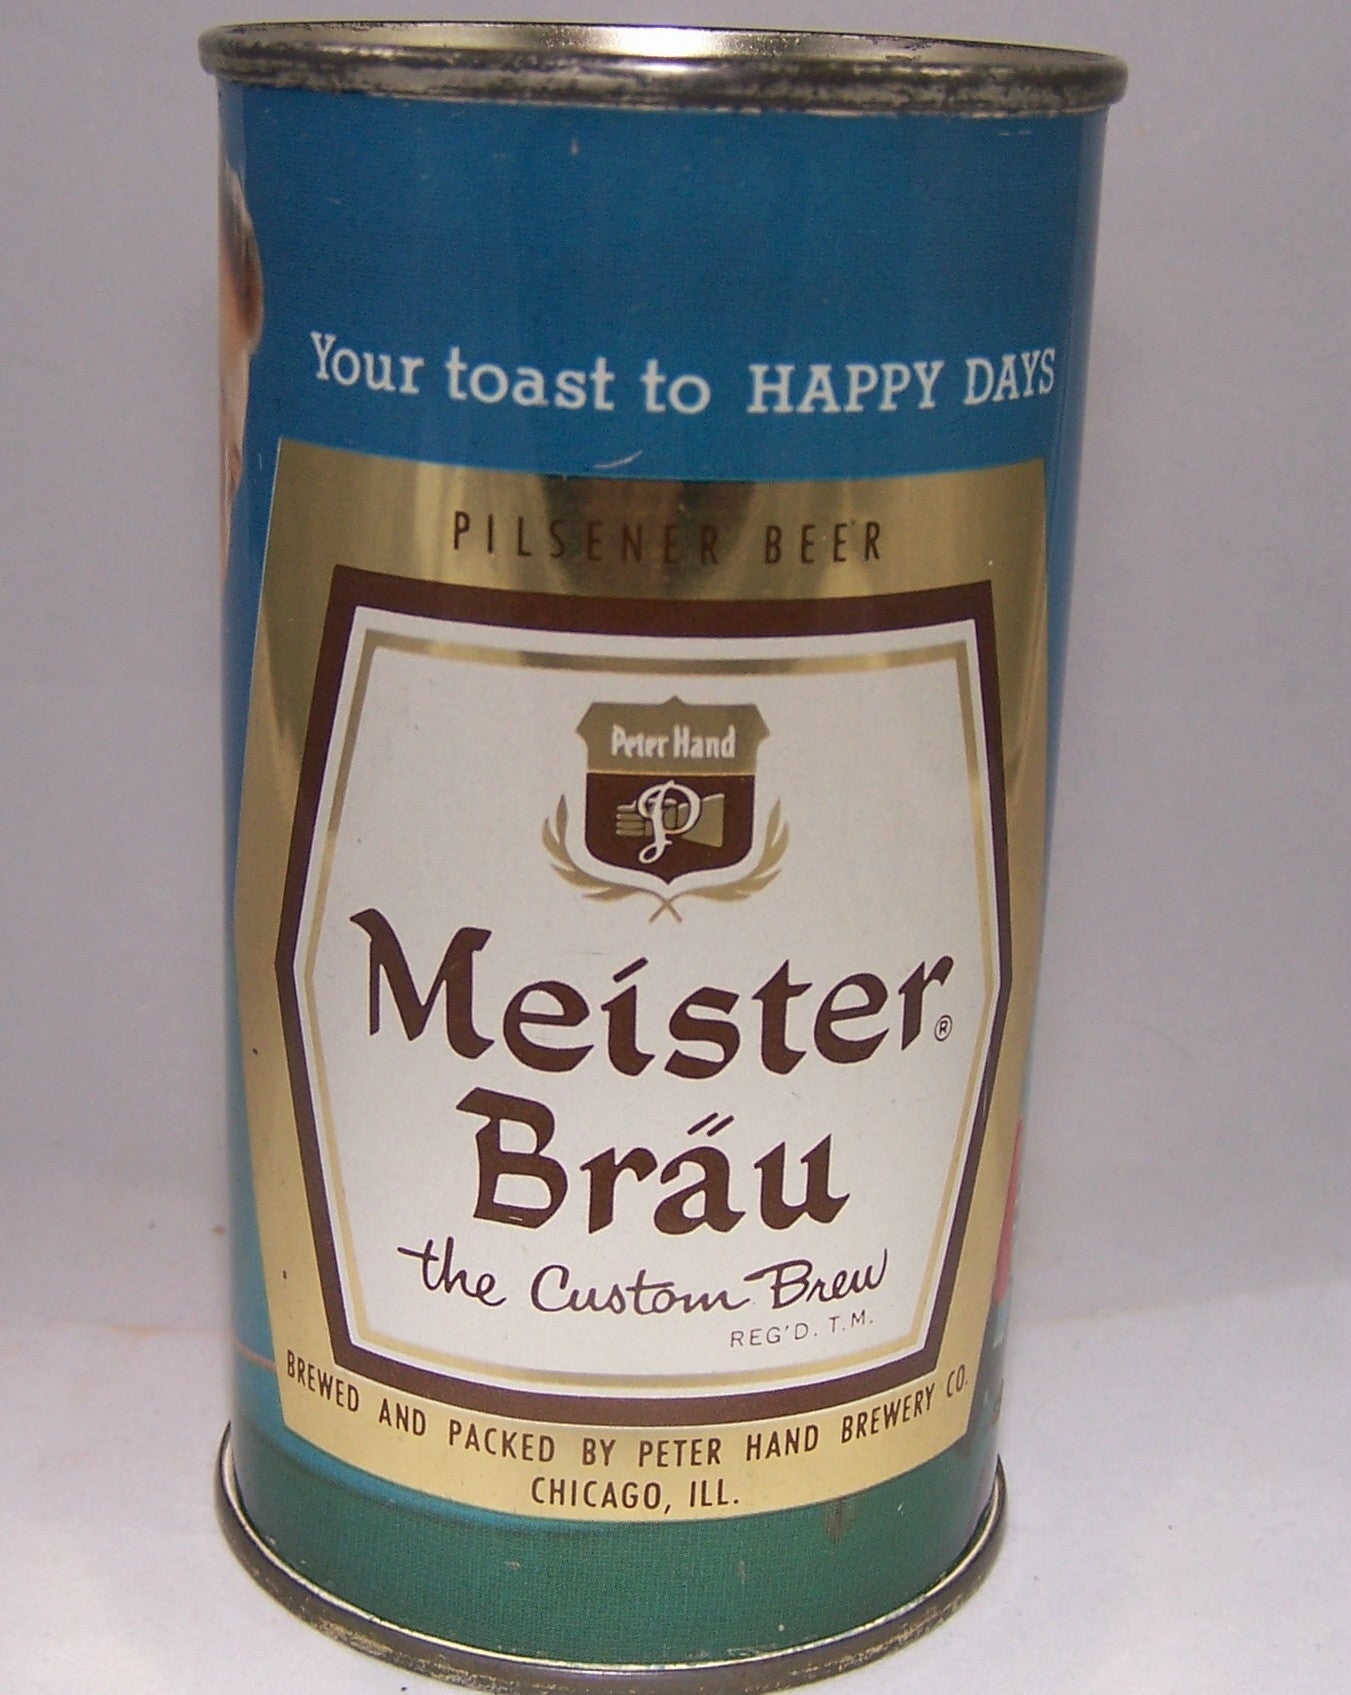 Your toast to HAPPY DAYS
PILSENER BEER
Peter Hand
P
Meister®
Bräu
the Custom Brew
REG'D. T.M.
BREWED AND PACKED BY PETER HAND BREWERY CO.
CHICAGO, ILL.